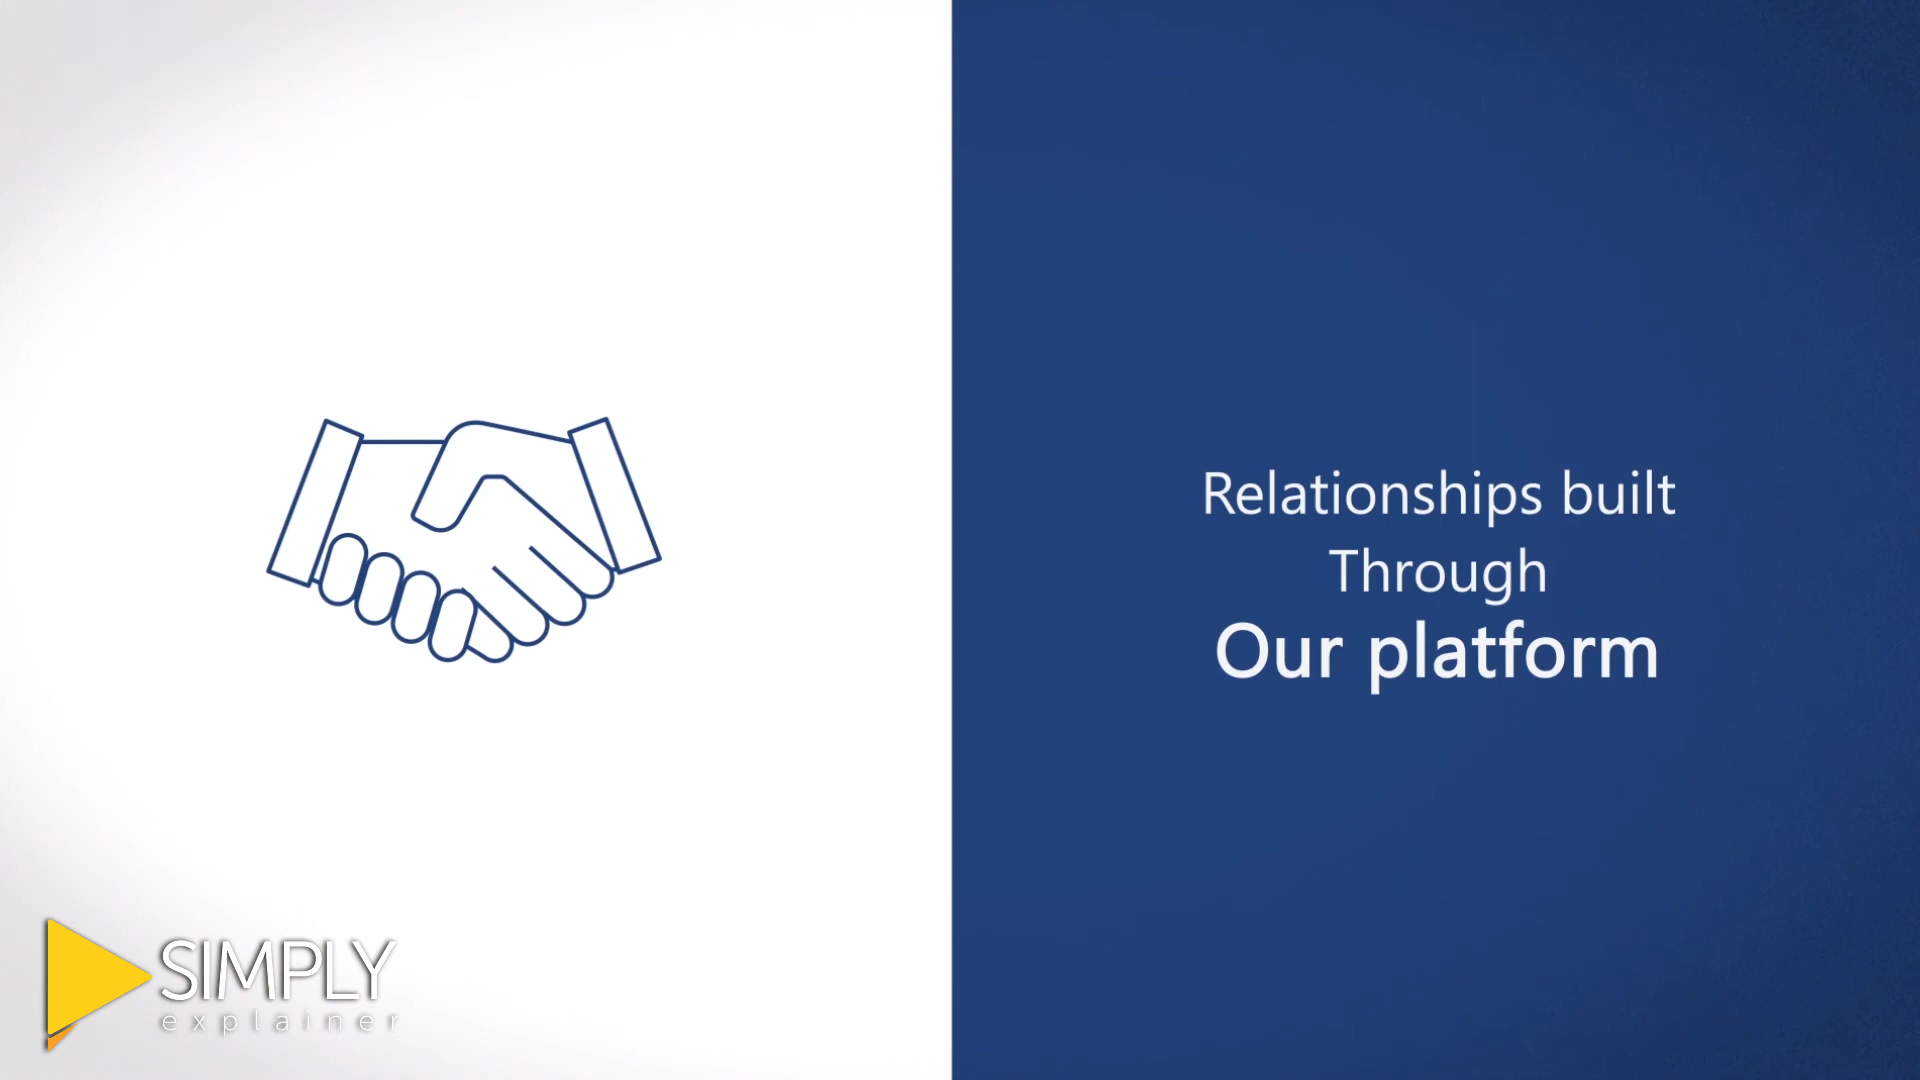 Relationships built
Through
Our platform
SIMPLY
explainer